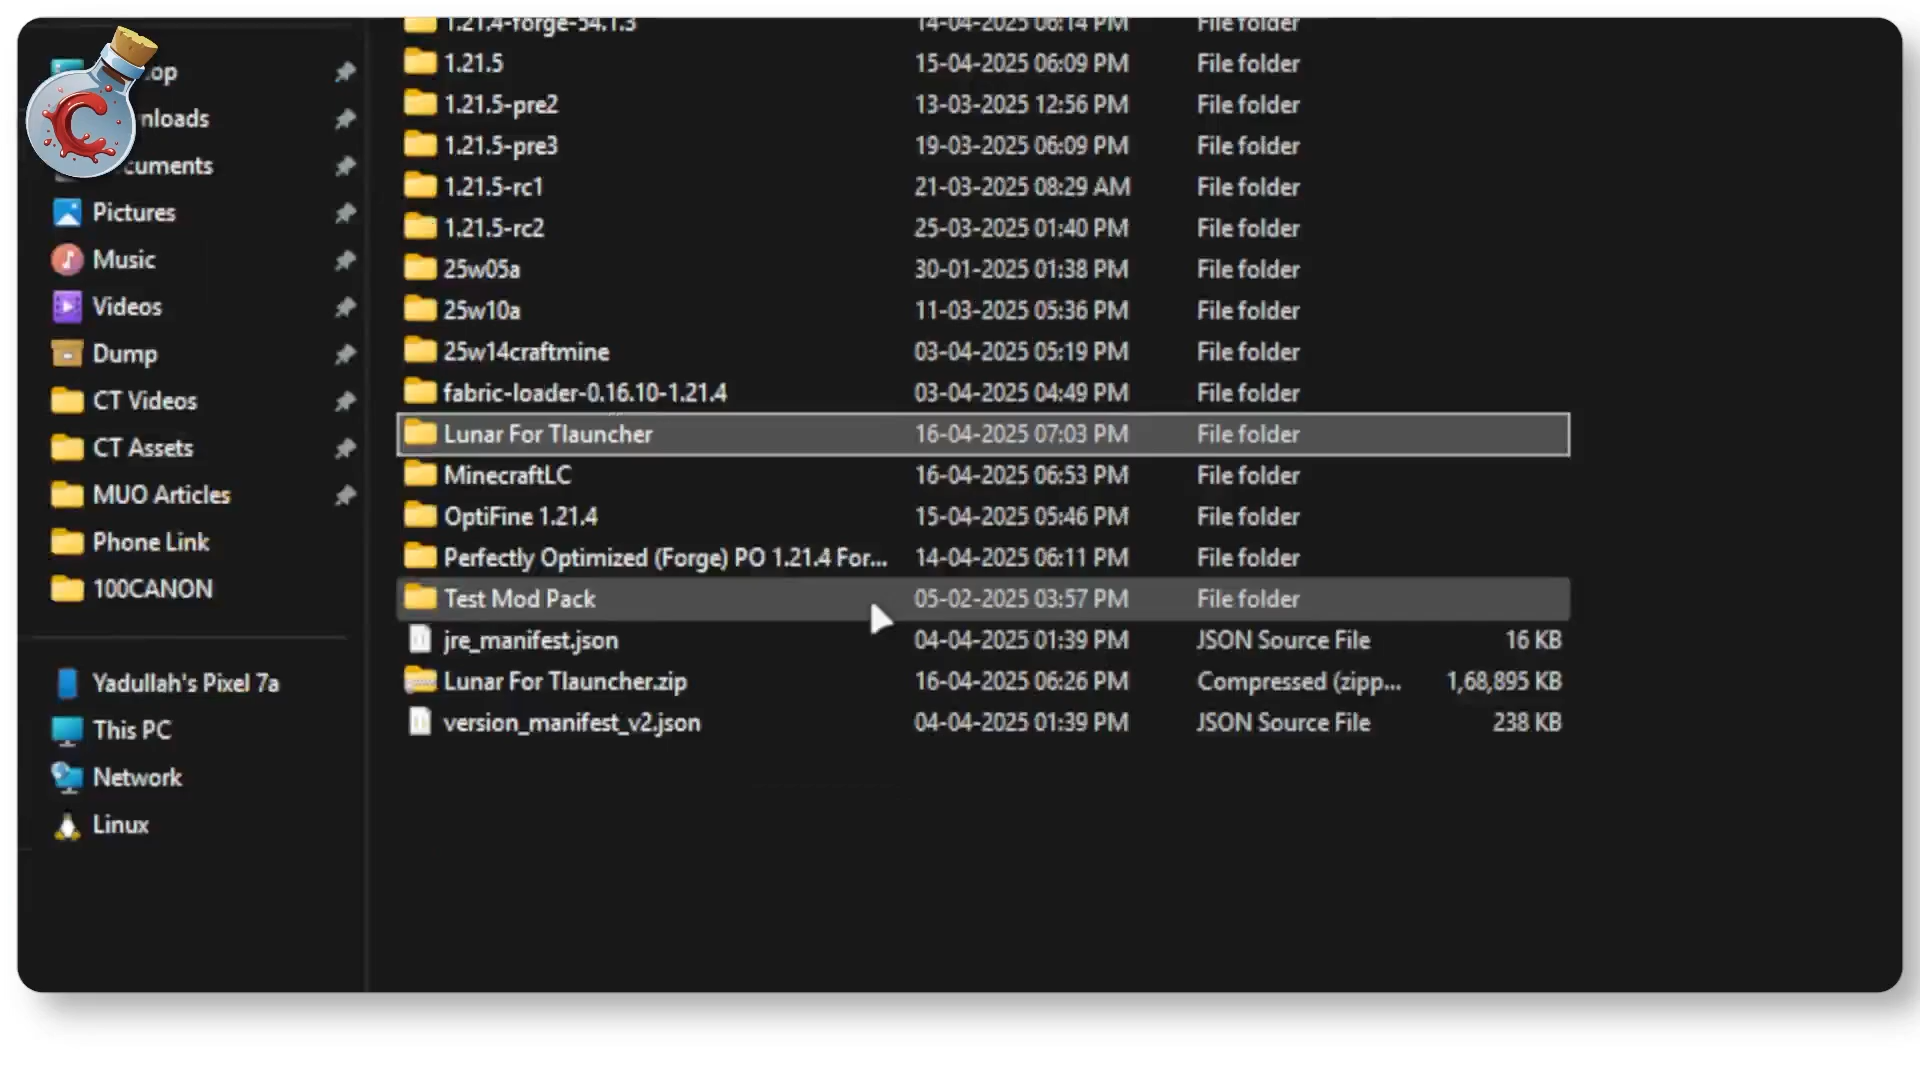 op
nloads
cuments
Pictures
Music
Videos
Dump
CT Videos
CT Assets
MUO Articles
Phone Link
100CANON
Yadullah's Pixel 7a
This PC
Network
Linux
1.21.4-forge-54.1.3 14-04-2025 06:14 PM File folder
1.21.5 15-04-2025 06:09 PM File folder
1.21.5-pre2 13-03-2025 12:56 PM File folder
1.21.5-pre3 19-03-2025 06:09 PM File folder
1.21.5-rc1 21-03-2025 08:29 AM File folder
1.21.5-rc2 25-03-2025 01:40 PM File folder
25w05a 30-01-2025 01:38 PM File folder
25w10a 11-03-2025 05:36 PM File folder
25w14craftmine 03-04-2025 05:19 PM File folder
fabric-loader-0.16.10-1.21.4 03-04-2025 04:49 PM File folder
Lunar For Tlauncher 16-04-2025 07:03 PM File folder
MinecraftLC 16-04-2025 06:53 PM File folder
OptiFine 1.21.4 15-04-2025 05:46 PM File folder
Perfectly Optimized (Forge) PO 1.21.4 For... 14-04-2025 06:11 PM File folder
Test Mod Pack 05-02-2025 03:57 PM File folder
jre_manifest.json 04-04-2025 01:39 PM JSON Source File 16 KB
Lunar For Tlauncher.zip 16-04-2025 06:26 PM Compressed (zipp... 1,68,895 KB
version_manifest_v2.json 04-04-2025 01:39 PM JSON Source File 238 KB